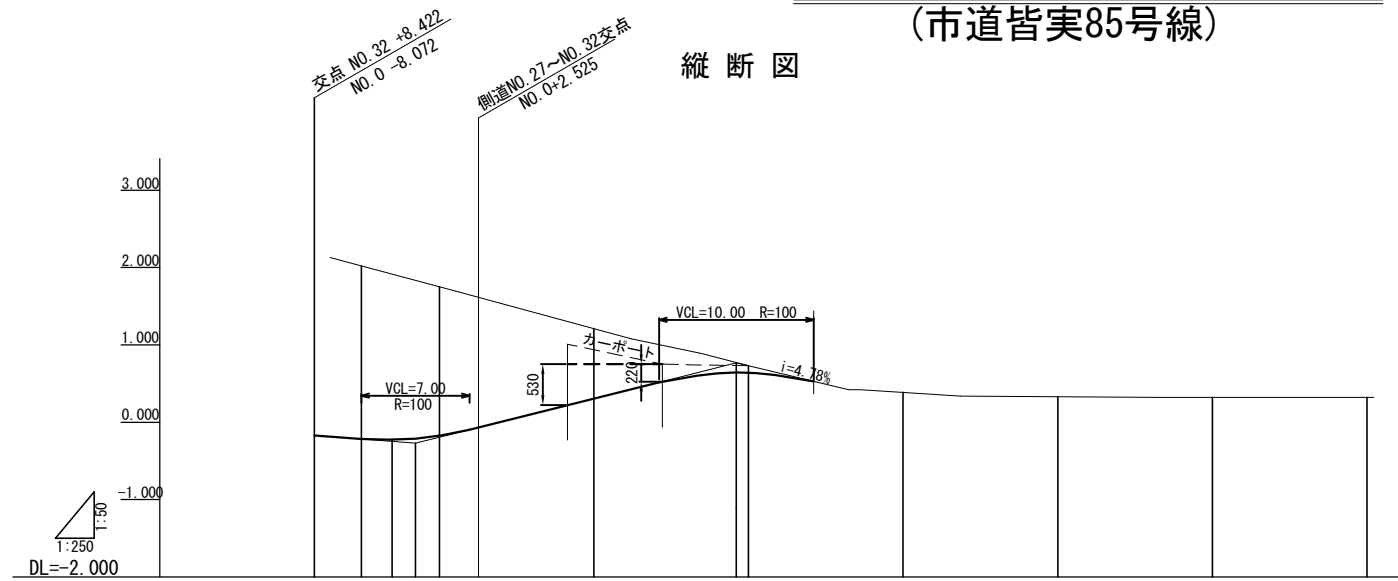 (市道皆実85号線)
縦 断 図
交点 NO.32 +8.422
NO.0 -8.072
側道NO.27～NO.32交点
NO.0+2.525
3.000
2.000
1.000
0.000
-1.000
DL=-2.000
1:50
1:250
VCL=7.00
R=100
530
カーポート
220
VCL=10.00 R=100
i=4.78%